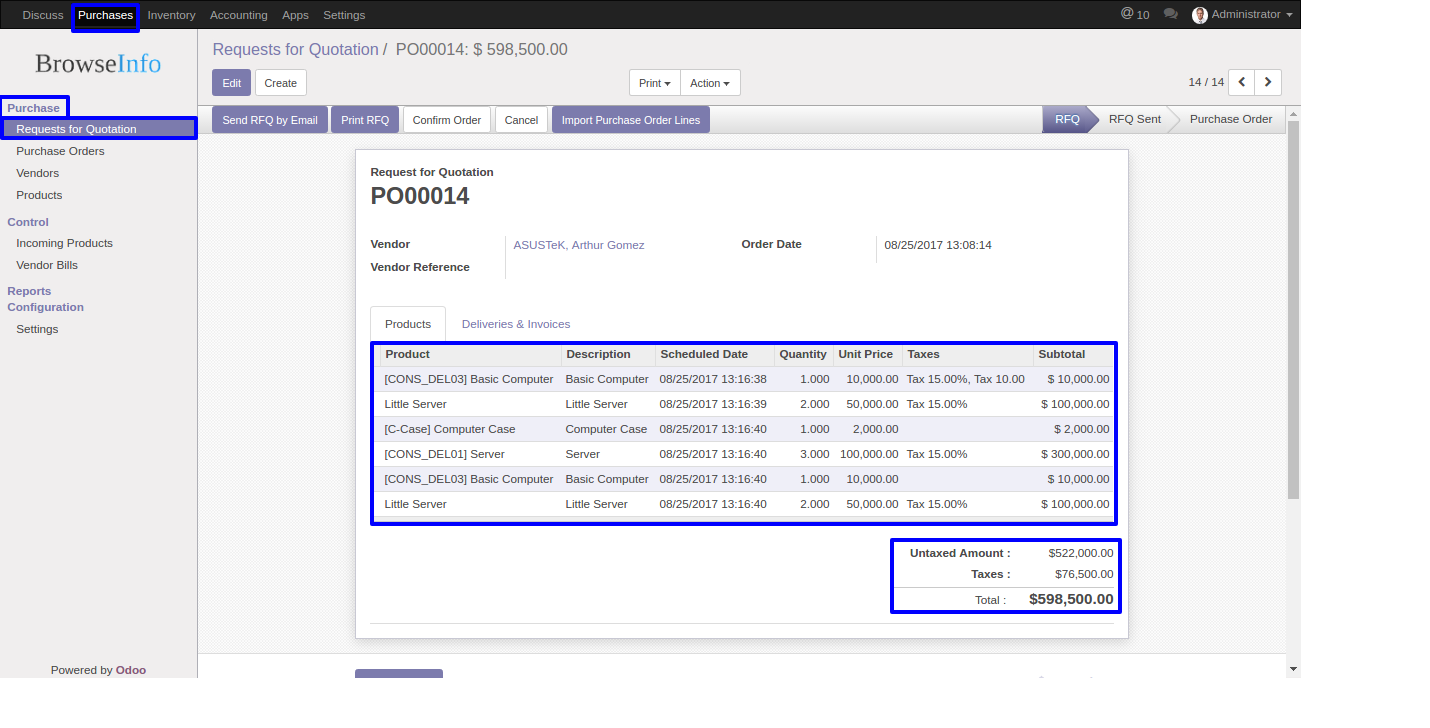 Discuss Purchases Inventory Accounting Apps Settings @ 10 Administrator
BrowseInfo
Purchase
Requests for Quotation
Purchase Orders
Vendors
Products
Control
Incoming Products
Vendor Bills
Reports
Configuration
Settings
Powered by Odoo
Requests for Quotation / PO00014: $ 598,500.00
Edit Create Print Action 14 / 14
Send RFQ by Email Print RFQ Confirm Order Cancel Import Purchase Order Lines RFQ RFQ Sent Purchase Order
Request for Quotation
PO00014
Vendor ASUSTeK, Arthur Gomez Order Date 08/25/2017 13:08:14
Vendor Reference
Products Deliveries & Invoices
Product Description Scheduled Date Quantity Unit Price Taxes Subtotal
[CONS_DEL03] Basic Computer Basic Computer 08/25/2017 13:16:38 1.000 10,000.00 Tax 15.00%, Tax 10.00 $ 10,000.00
Little Server Little Server 08/25/2017 13:16:39 2.000 50,000.00 Tax 15.00% $ 100,000.00
[C-Case] Computer Case Computer Case 08/25/2017 13:16:40 1.000 2,000.00 $ 2,000.00
[CONS_DEL01] Server Server 08/25/2017 13:16:40 3.000 100,000.00 Tax 15.00% $ 300,000.00
[CONS_DEL03] Basic Computer Basic Computer 08/25/2017 13:16:40 1.000 10,000.00 $ 10,000.00
Little Server Little Server 08/25/2017 13:16:40 2.000 50,000.00 Tax 15.00% $ 100,000.00
Untaxed Amount : $522,000.00
Taxes : $76,500.00
Total : $598,500.00